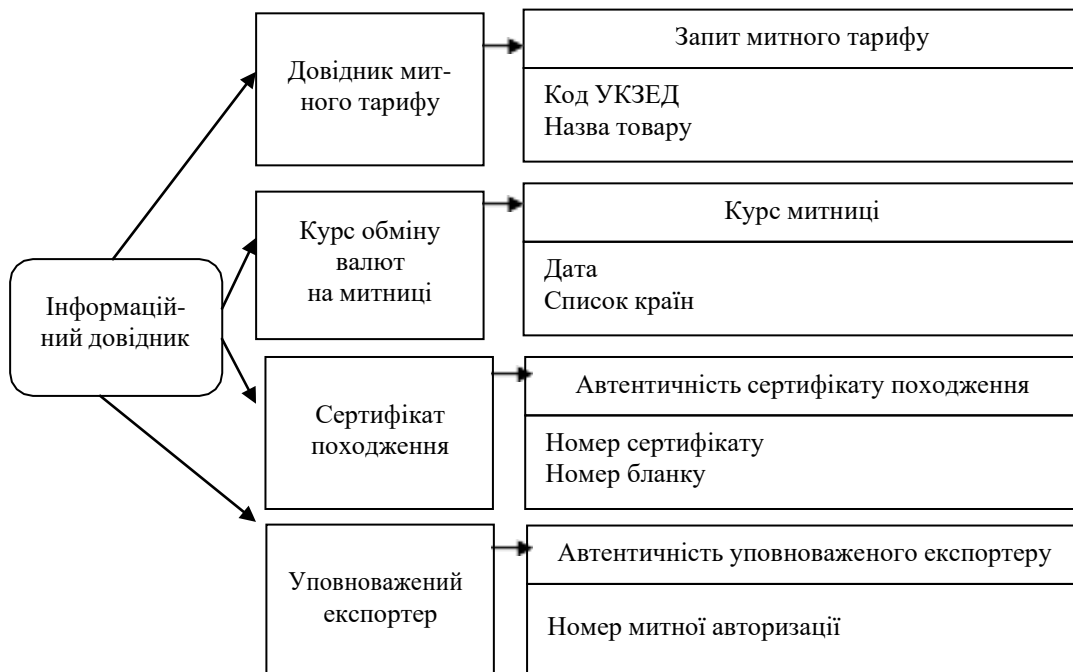 Інформацій-
ний довідник
Довідник мит-
ного тарифу
Запит митного тарифу
Код УКЗЕД
Назва товару
Курс обміну
валют
на митниці
Курс митниці
Дата
Список країн
Сертифікат
походження
Автентичність сертифікату походження
Номер сертифікату
Номер бланку
Уповноважений
експортер
Автентичність уповноваженого експортеру
Номер митної авторизації